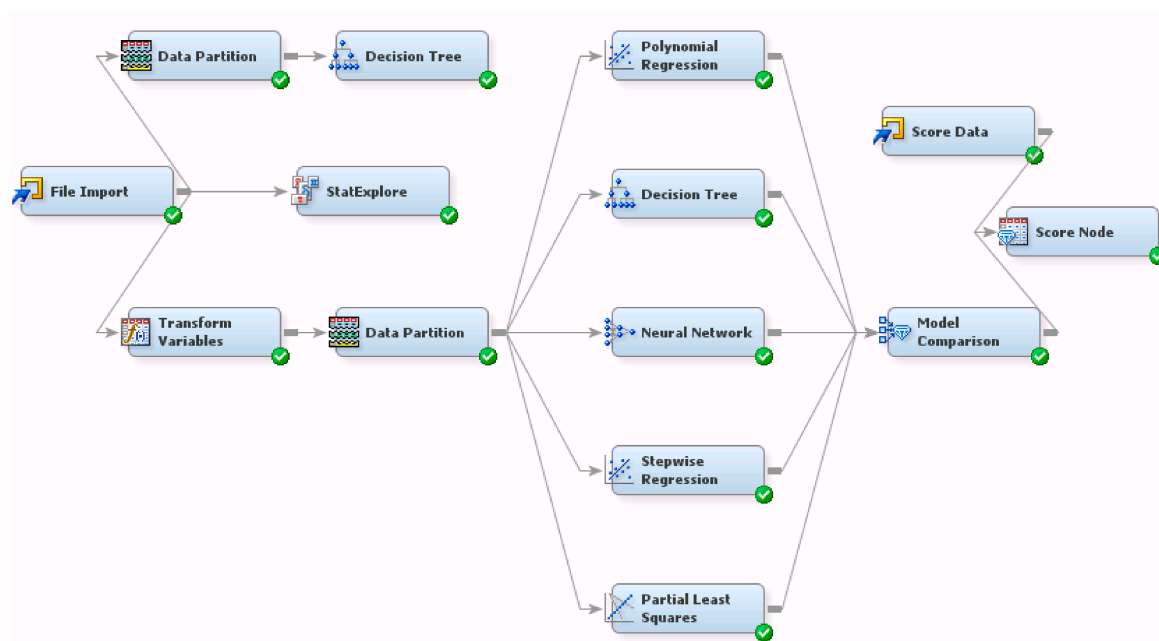 Data Partition
Decision Tree
Polynomial
Regression
Score Data
File Import
StatExplore
Decision Tree
Score Node
Transform
Variables
Data Partition
Neural Network
Model
Comparison
Stepwise
Regression
Partial Least
Squares